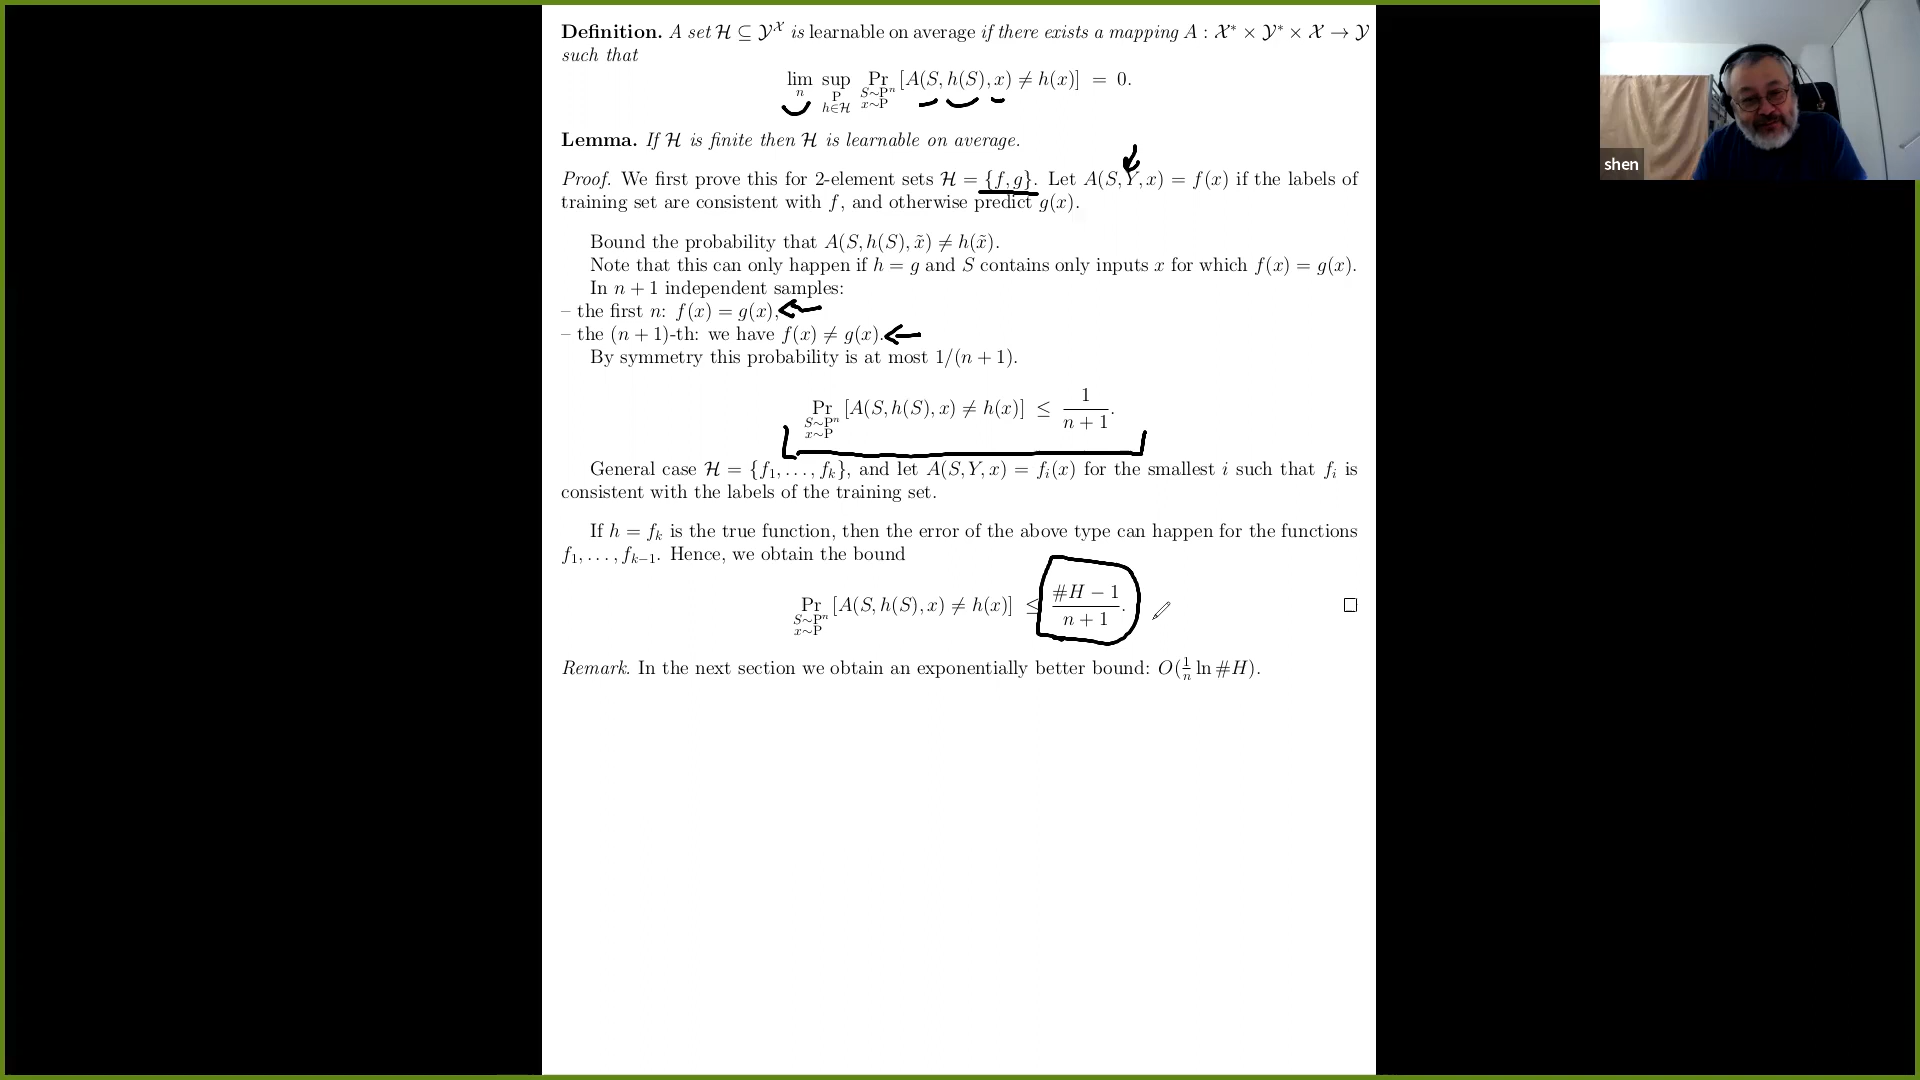 Definition. A set ℋ ⊆ 𝒴^𝒳 is learnable on average if there exists a mapping A : 𝒳* × 𝒴* × 𝒳 → 𝒴
such that
lim_n sup_{P, h∈ℋ} Pr_{S∼P^n, x∼P} [A(S, h(S), x) ≠ h(x)] = 0.
Lemma. If ℋ is finite then ℋ is learnable on average.
Proof. We first prove this for 2-element sets ℋ = {f, g}. Let A(S, Y, x) = f(x) if the labels of
training set are consistent with f, and otherwise predict g(x).
Bound the probability that A(S, h(S), x̃) ≠ h(x̃).
Note that this can only happen if h = g and S contains only inputs x for which f(x) = g(x).
In n + 1 independent samples:
– the first n: f(x) = g(x),
– the (n + 1)-th: we have f(x) ≠ g(x).
By symmetry this probability is at most 1/(n + 1).
Pr_{S∼P^n, x∼P} [A(S, h(S), x) ≠ h(x)] ≤ 1/(n + 1).
General case ℋ = {f₁, . . . , f_k}, and let A(S, Y, x) = f_i(x) for the smallest i such that f_i is
consistent with the labels of the training set.
If h = f_k is the true function, then the error of the above type can happen for the functions
f₁, . . . , f_{k−1}. Hence, we obtain the bound
Pr_{S∼P^n, x∼P} [A(S, h(S), x) ≠ h(x)] ≤ (#H − 1)/(n + 1). □
Remark. In the next section we obtain an exponentially better bound: O(1/n ln #H).
shen